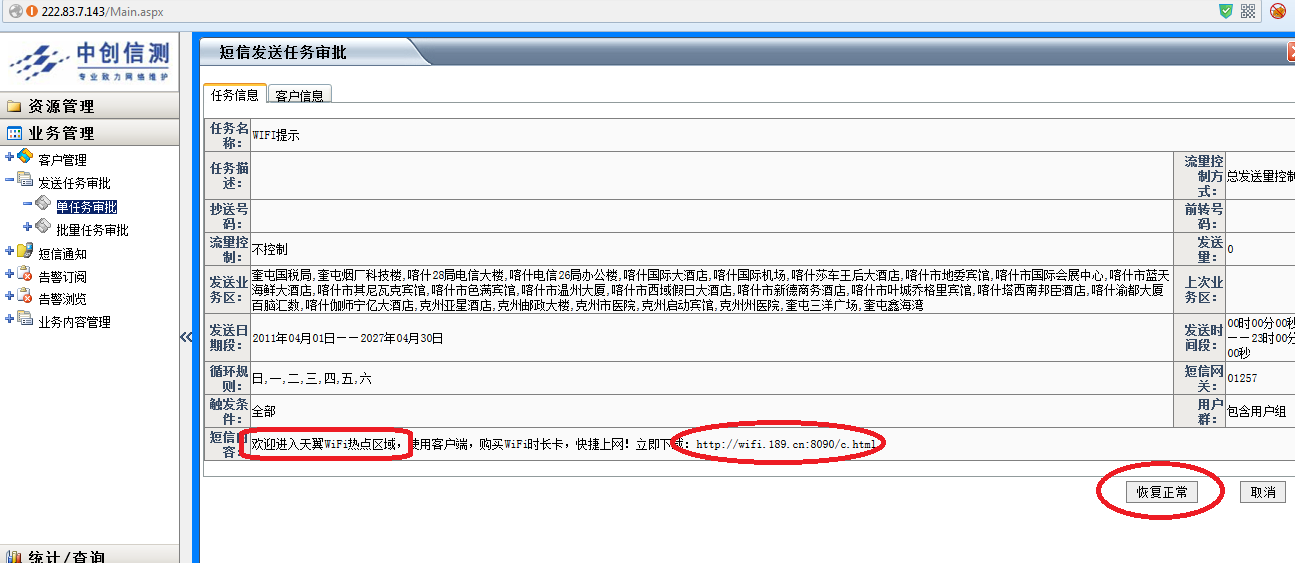 222.83.7.143/Main.aspx
中创信测
专业致力网络维护
资源管理
业务管理
客户管理
发送任务审批
单任务审批
批量任务审批
短信通知
告警订阅
告警浏览
业务内容管理
统计/查询
短信发送任务审批
任务信息
客户信息
任务名
称：
WIFI提示
任务描
述：
流量控
制方
式：
总发送量控制
抄送号
码：
前转号
码：
流量控
制：
不控制
发送
量：
0
发送业
务区：
奎屯国税局,奎屯烟厂科技楼,喀什28局电信大楼,喀什电信26局办公楼,喀什国际大酒店,喀什国际机场,喀什莎车王后大酒店,喀什市地委宾馆,喀什市国际会展中心,喀什市蓝天
海鲜大酒店,喀什市其尼瓦克宾馆,喀什市色满宾馆,喀什市温州大厦,喀什市西域假日大酒店,喀什市新德商务酒店,喀什市叶城乔格里宾馆,喀什塔西南邦臣酒店,喀什渝都大厦
百脑汇数,喀什伽师宁亿大酒店,克州亚星酒店,克州邮政大楼,克州市医院,克州启动宾馆,克州州医院,奎屯三洋广场,奎屯鑫海湾
上次业
务区：
发送日
期段：
2011年04月01日——2027年04月30日
发送时
间段：
00时00分00秒
——23时00分
00秒
循环规
则：
日,一,二,三,四,五,六
短信网
关：
01257
触发条
件：
全部
用户
群：
包含用户组
短信内
容：
欢迎进入天翼WiFi热点区域，使用客户端，购买WiFi时长卡，快捷上网！立即下载：http://wifi.189.cn:8090/c.html
恢复正常
取消